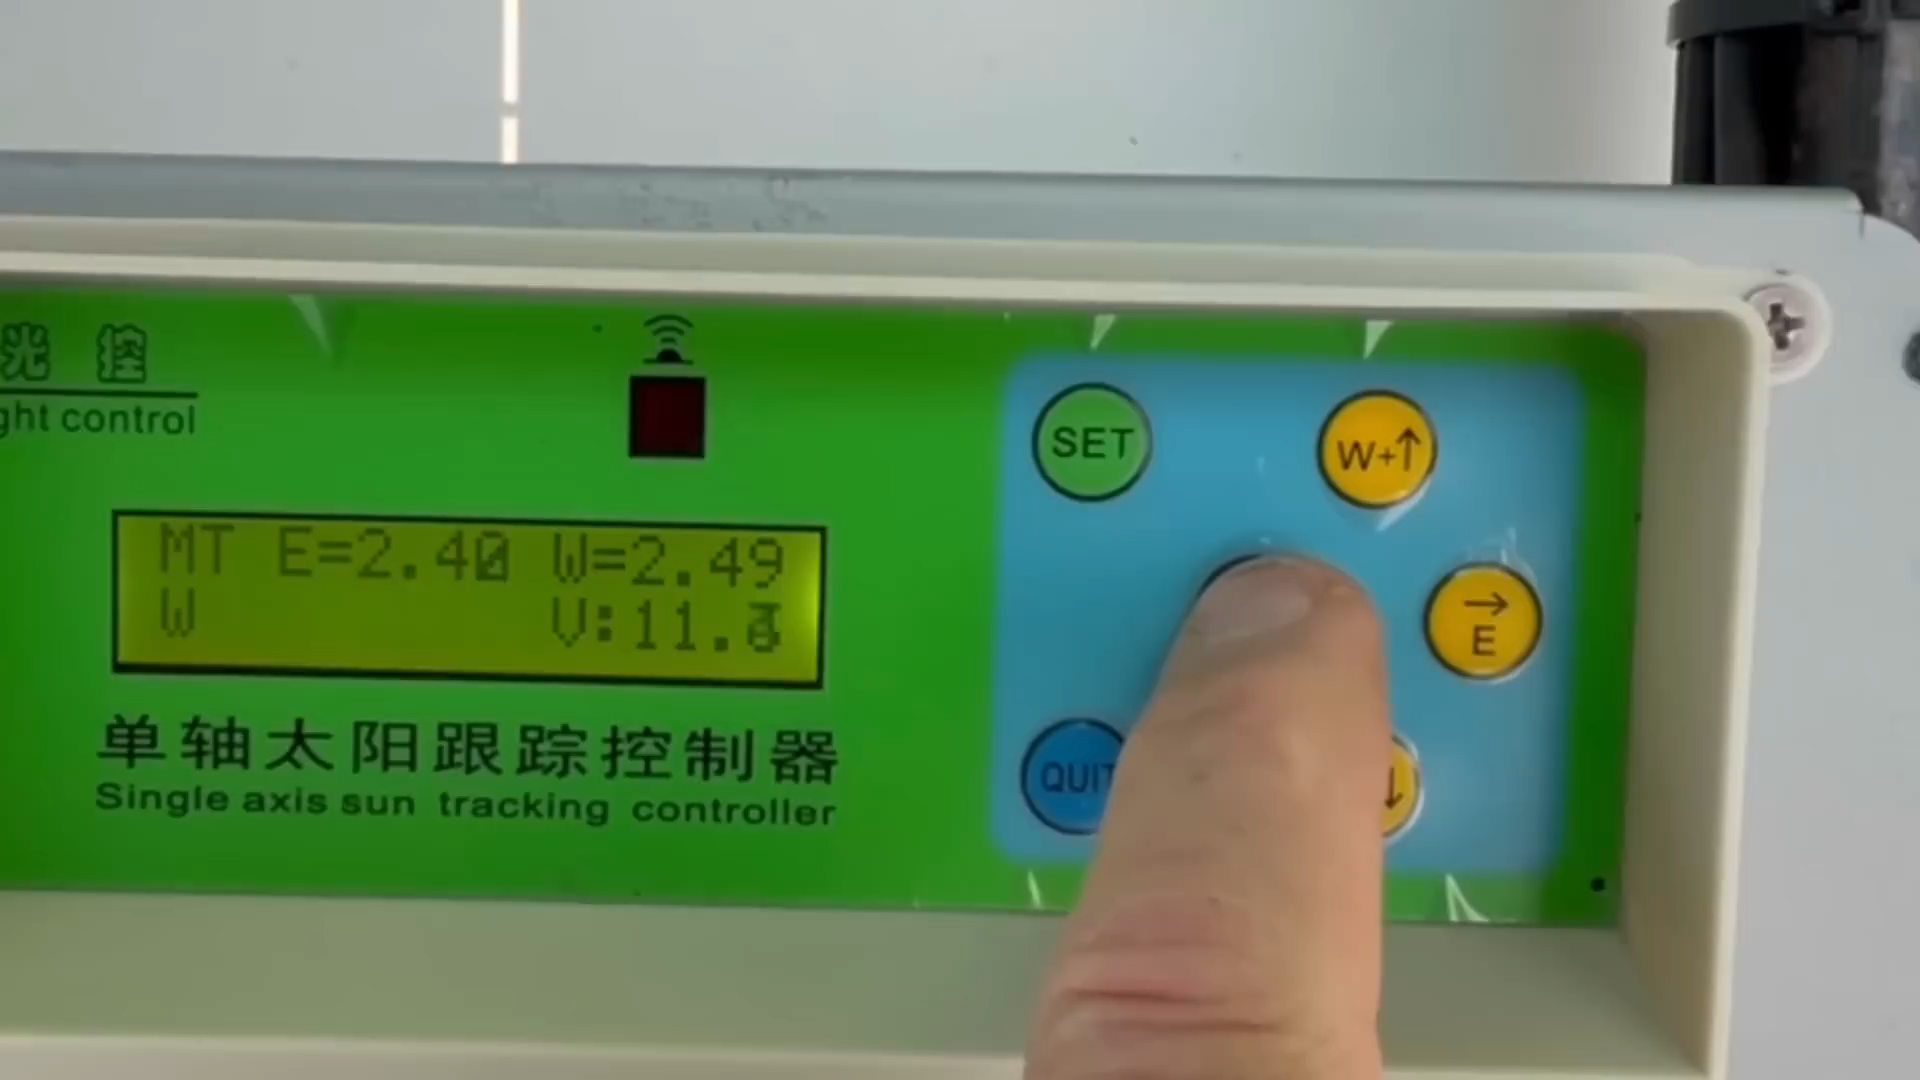 光 控
ght control
MT E=2.40 W=2.49
W V:11.
单轴太阳跟踪控制器
Single axis sun tracking controller
SET
W+↑
→
E
QUIT
↓